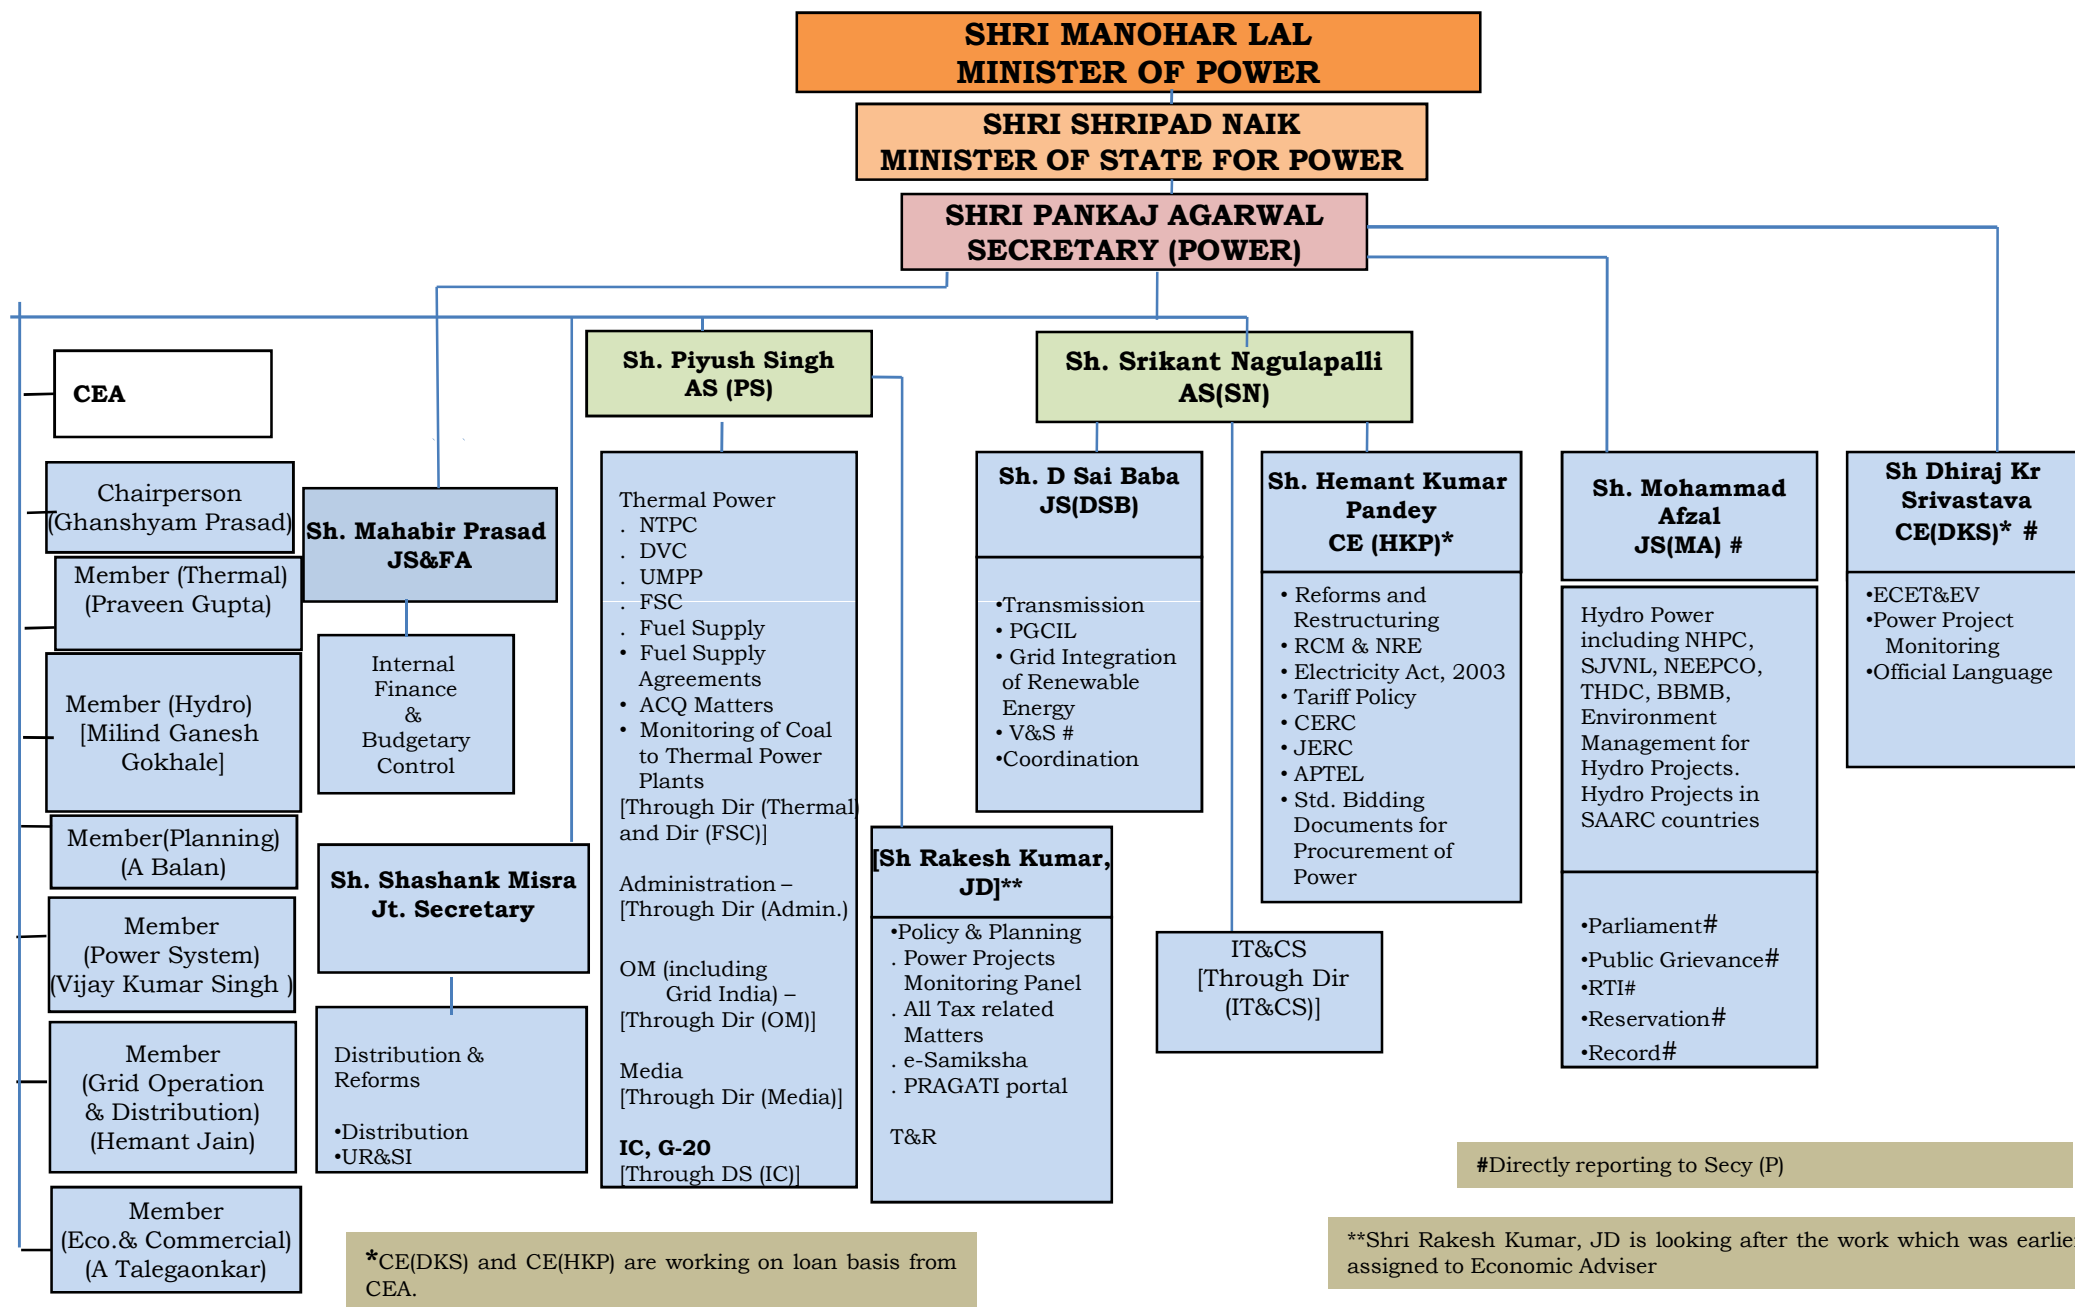 SHRI MANOHAR LAL
MINISTER OF POWER
SHRI SHRIPAD NAIK
MINISTER OF STATE FOR POWER
SHRI PANKAJ AGARWAL
SECRETARY (POWER)
CEA
Chairperson
(Ghanshyam Prasad)
Member (Thermal)
(Praveen Gupta)
Member (Hydro)
[Milind Ganesh
Gokhale]
Member(Planning)
(A Balan)
Member
(Power System)
(Vijay Kumar Singh )
Member
(Grid Operation
& Distribution)
(Hemant Jain)
Member
(Eco.& Commercial)
(A Talegaonkar)
Sh. Mahabir Prasad
JS&FA
Internal
Finance
&
Budgetary
Control
Sh. Shashank Misra
Jt. Secretary
Distribution &
Reforms
•Distribution
•UR&SI
Sh. Piyush Singh
AS (PS)
Thermal Power
. NTPC
. DVC
. UMPP
. FSC
. Fuel Supply
• Fuel Supply
Agreements
• ACQ Matters
• Monitoring of Coal
to Thermal Power
Plants
[Through Dir (Thermal)
and Dir (FSC)]
Administration –
[Through Dir (Admin.)
OM (including
Grid India) –
[Through Dir (OM)]
Media
[Through Dir (Media)]
IC, G-20
[Through DS (IC)]
[Sh Rakesh Kumar,
JD]**
•Policy & Planning
. Power Projects
Monitoring Panel
. All Tax related
Matters
. e-Samiksha
. PRAGATI portal
T&R
Sh. Srikant Nagulapalli
AS(SN)
Sh. D Sai Baba
JS(DSB)
•Transmission
• PGCIL
• Grid Integration
of Renewable
Energy
• V&S #
•Coordination
IT&CS
[Through Dir
(IT&CS)]
Sh. Hemant Kumar
Pandey
CE (HKP)*
• Reforms and
Restructuring
• RCM & NRE
• Electricity Act, 2003
• Tariff Policy
• CERC
• JERC
• APTEL
• Std. Bidding
Documents for
Procurement of
Power
Sh. Mohammad
Afzal
JS(MA) #
Hydro Power
including NHPC,
SJVNL, NEEPCO,
THDC, BBMB,
Environment
Management for
Hydro Projects.
Hydro Projects in
SAARC countries
•Parliament#
•Public Grievance#
•RTI#
•Reservation#
•Record#
Sh Dhiraj Kr
Srivastava
CE(DKS)* #
•ECET&EV
•Power Project
Monitoring
•Official Language
#Directly reporting to Secy (P)
*CE(DKS) and CE(HKP) are working on loan basis from
CEA.
**Shri Rakesh Kumar, JD is looking after the work which was earlier
assigned to Economic Adviser